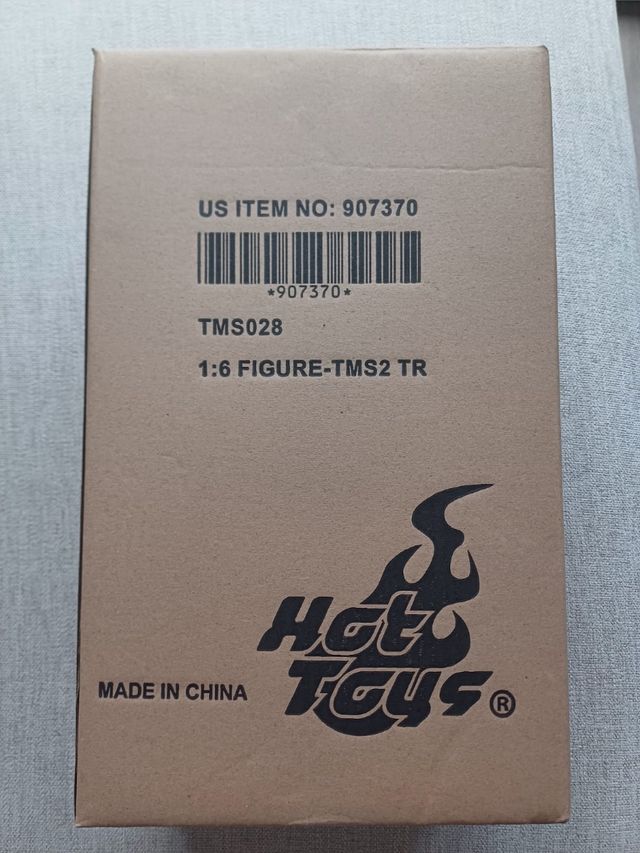 US ITEM NO: 907370
*907370*
TMS028
1:6 FIGURE-TMS2 TR
Hot
Toys®
MADE IN CHINA